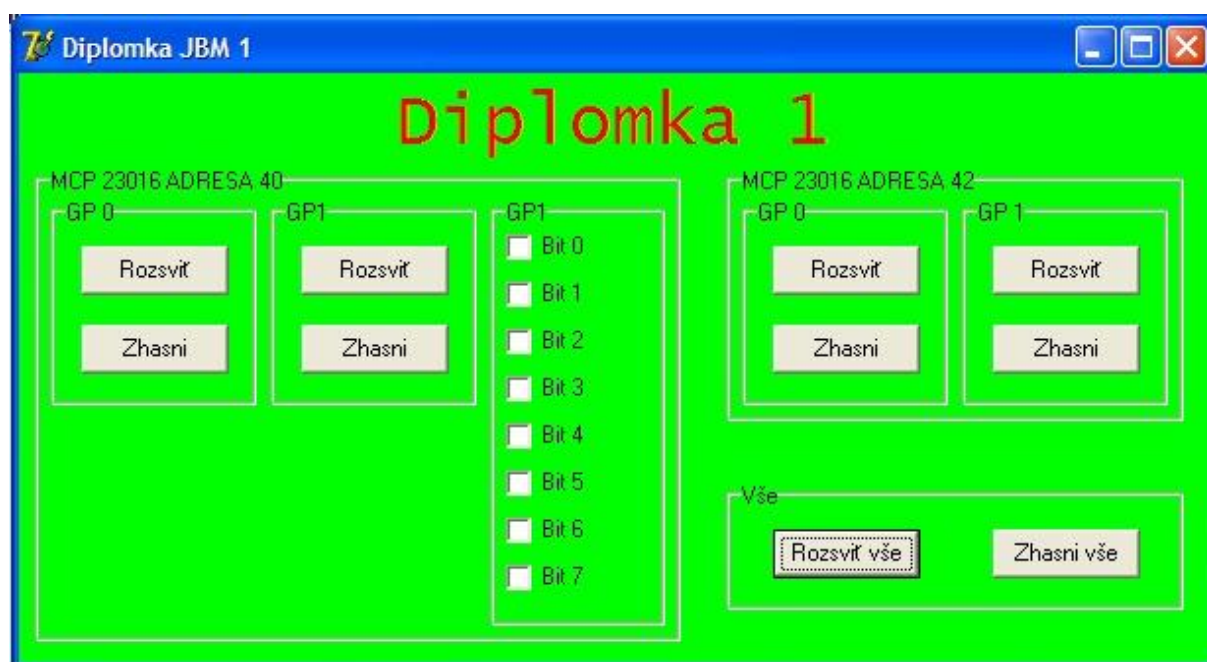 Diplomka JBM 1
Diplomka 1
MCP 23016 ADRESA 40
GP 0
Rozsviť
Zhasni
GP1
Rozsviť
Zhasni
GP1
Bit 0
Bit 1
Bit 2
Bit 3
Bit 4
Bit 5
Bit 6
Bit 7
MCP 23016 ADRESA 42
GP 0
Rozsviť
Zhasni
GP 1
Rozsviť
Zhasni
Vše
Rozsviť vše
Zhasni vše